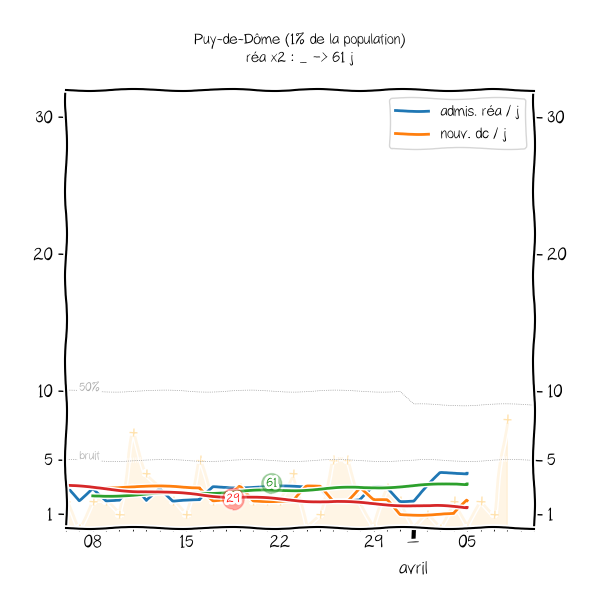 Puy-de-Dôme (1% de la population)
réa x2 : _ -> 61 j
admis. réa / j
nouv. dc / j
30 30
20 20
50%
10 10
bruit
5 5
61
29
1 1
08 15 22 29 _ 05
avril